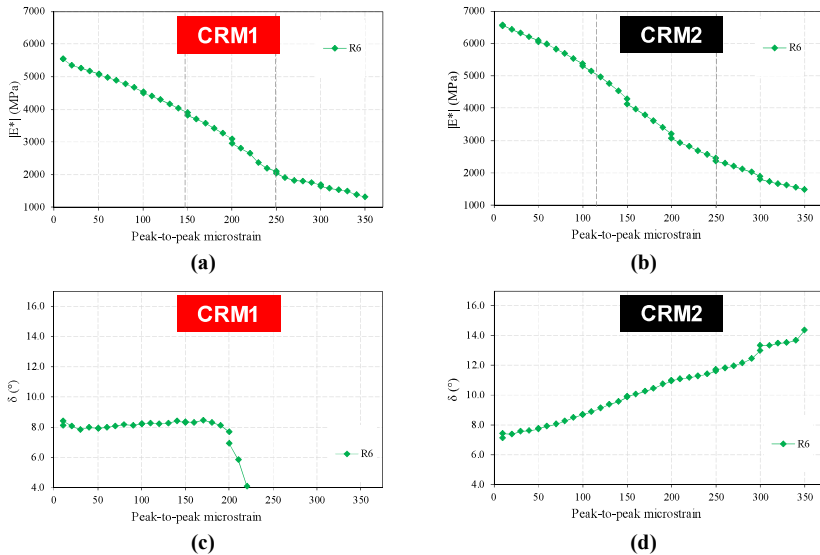 CRM1
R6
7000
6000
5000
4000
3000
2000
1000
|E*| (MPa)
0 50 100 150 200 250 300 350
Peak-to-peak microstrain
(a)
CRM2
R6
7000
6000
5000
4000
3000
2000
1000
|E*| (MPa)
0 50 100 150 200 250 300 350
Peak-to-peak microstrain
(b)
CRM1
16.0
14.0
12.0
10.0
8.0
6.0
4.0
δ (°)
R6
0 50 100 150 200 250 300 350
Peak-to-peak microstrain
(c)
CRM2
16.0
14.0
12.0
10.0
8.0
6.0
4.0
δ (°)
R6
0 50 100 150 200 250 300 350
Peak-to-peak microstrain
(d)